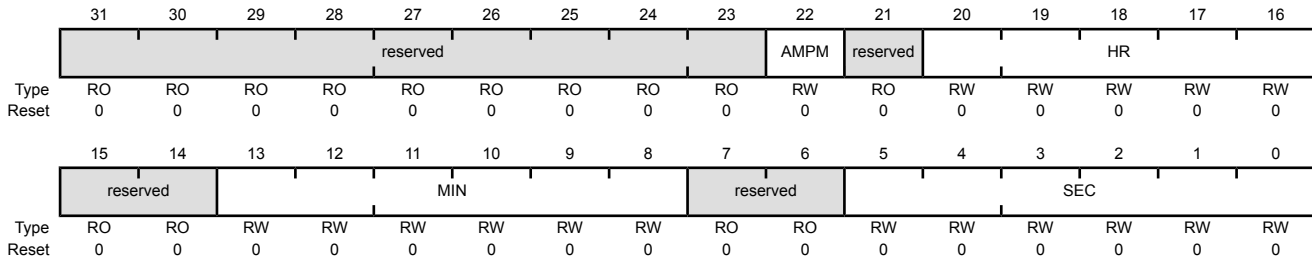 31 30 29 28 27 26 25 24 23 22 21 20 19 18 17 16
reserved AMPM reserved HR
Type RO RO RO RO RO RO RO RO RO RW RO RW RW RW RW RW
Reset 0 0 0 0 0 0 0 0 0 0 0 0 0 0 0 0
15 14 13 12 11 10 9 8 7 6 5 4 3 2 1 0
reserved MIN reserved SEC
Type RO RO RW RW RW RW RW RW RO RO RW RW RW RW RW RW
Reset 0 0 0 0 0 0 0 0 0 0 0 0 0 0 0 0